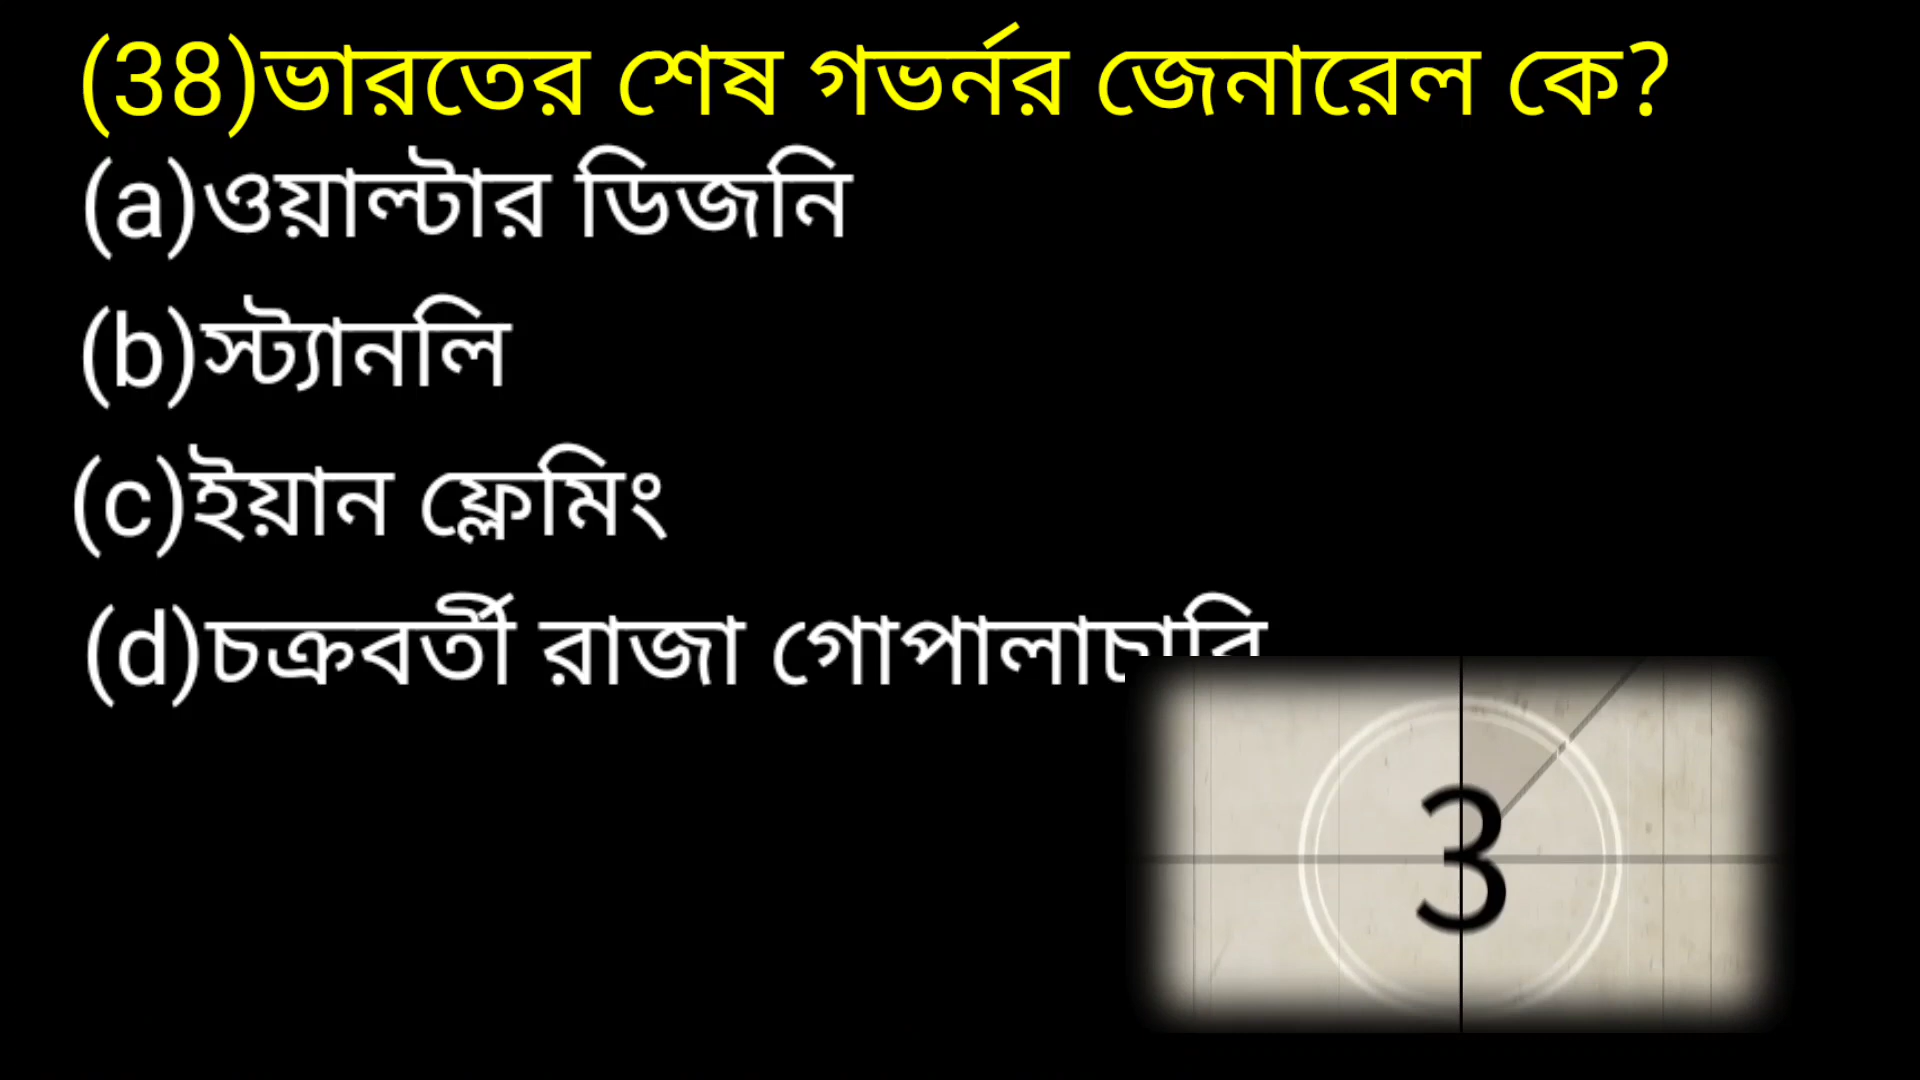 (38)ভারতের শেষ গভর্নর জেনারেল কে?
(a)ওয়াল্টার ডিজনি
(b)স্ট্যানলি
(c)ইয়ান ফ্লেমিং
(d)চক্রবর্তী রাজা গোপালাচারি
3